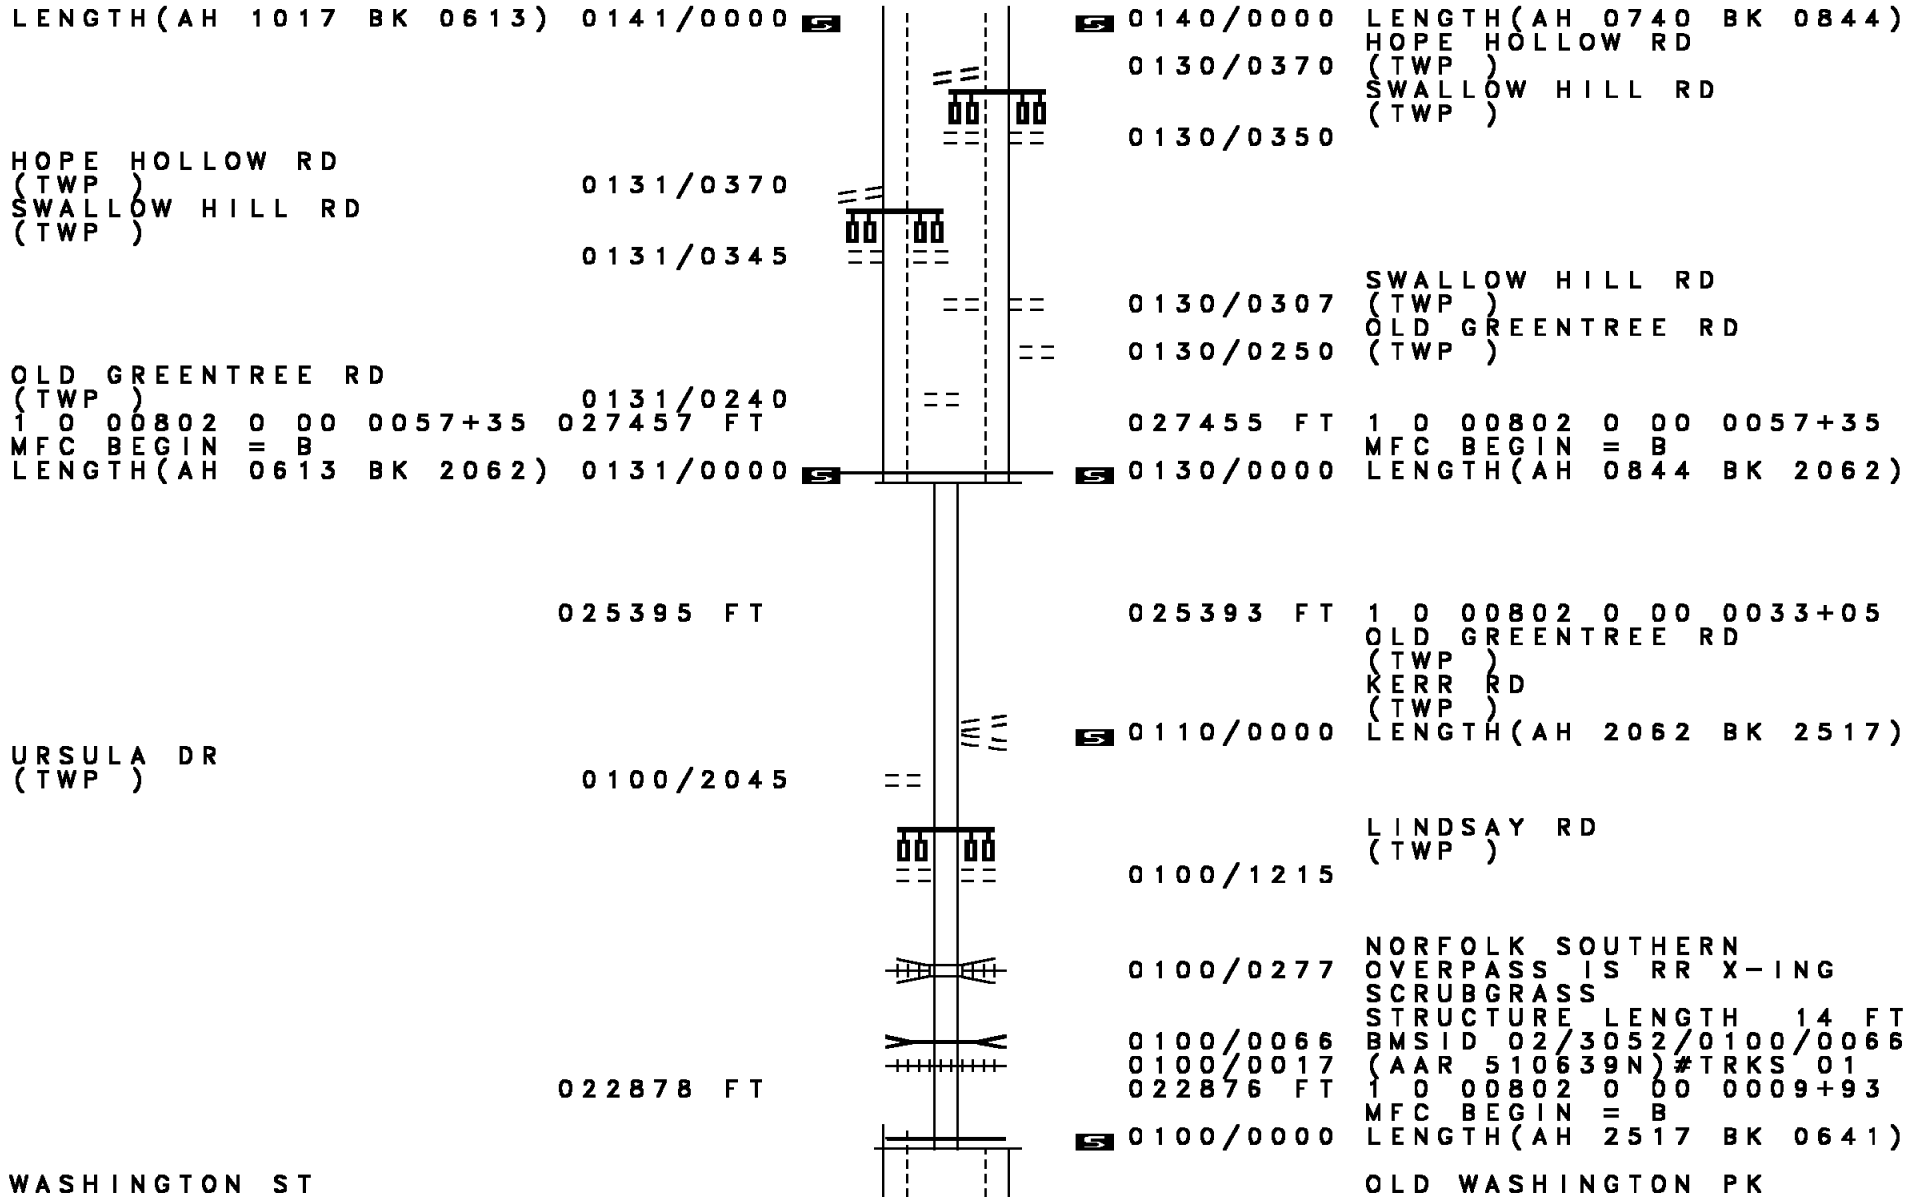 LENGTH(AH 1017 BK 0613) 0141/0000 S S 0140/0000 LENGTH(AH 0740 BK 0844)
HOPE HOLLOW RD
0130/0370 (TWP )
SWALLOW HILL RD
(TWP )
0130/0350
HOPE HOLLOW RD
(TWP ) 0131/0370
SWALLOW HILL RD
(TWP )
0131/0345
SWALLOW HILL RD
0130/0307 (TWP )
OLD GREENTREE RD
0130/0250 (TWP )
OLD GREENTREE RD
(TWP ) 0131/0240
1 0 00802 0 00 0057+35 027457 FT 027455 FT 1 0 00802 0 00 0057+35
MFC BEGIN = B MFC BEGIN = B
LENGTH(AH 0613 BK 2062) 0131/0000 S S 0130/0000 LENGTH(AH 0844 BK 2062)
025395 FT 025393 FT 1 0 00802 0 00 0033+05
OLD GREENTREE RD
(TWP )
KERR RD
(TWP )
S 0110/0000 LENGTH(AH 2062 BK 2517)
URSULA DR
(TWP ) 0100/2045
LINDSAY RD
(TWP )
0100/1215
NORFOLK SOUTHERN
0100/0277 OVERPASS IS RR X-ING
SCRUBGRASS
STRUCTURE LENGTH 14 FT
0100/0066 BMSID 02/3052/0100/0066
0100/0017 (AAR 510639N)#TRKS 01
022878 FT 022876 FT 1 0 00802 0 00 0009+93
MFC BEGIN = B
S 0100/0000 LENGTH(AH 2517 BK 0641)
WASHINGTON ST OLD WASHINGTON PK